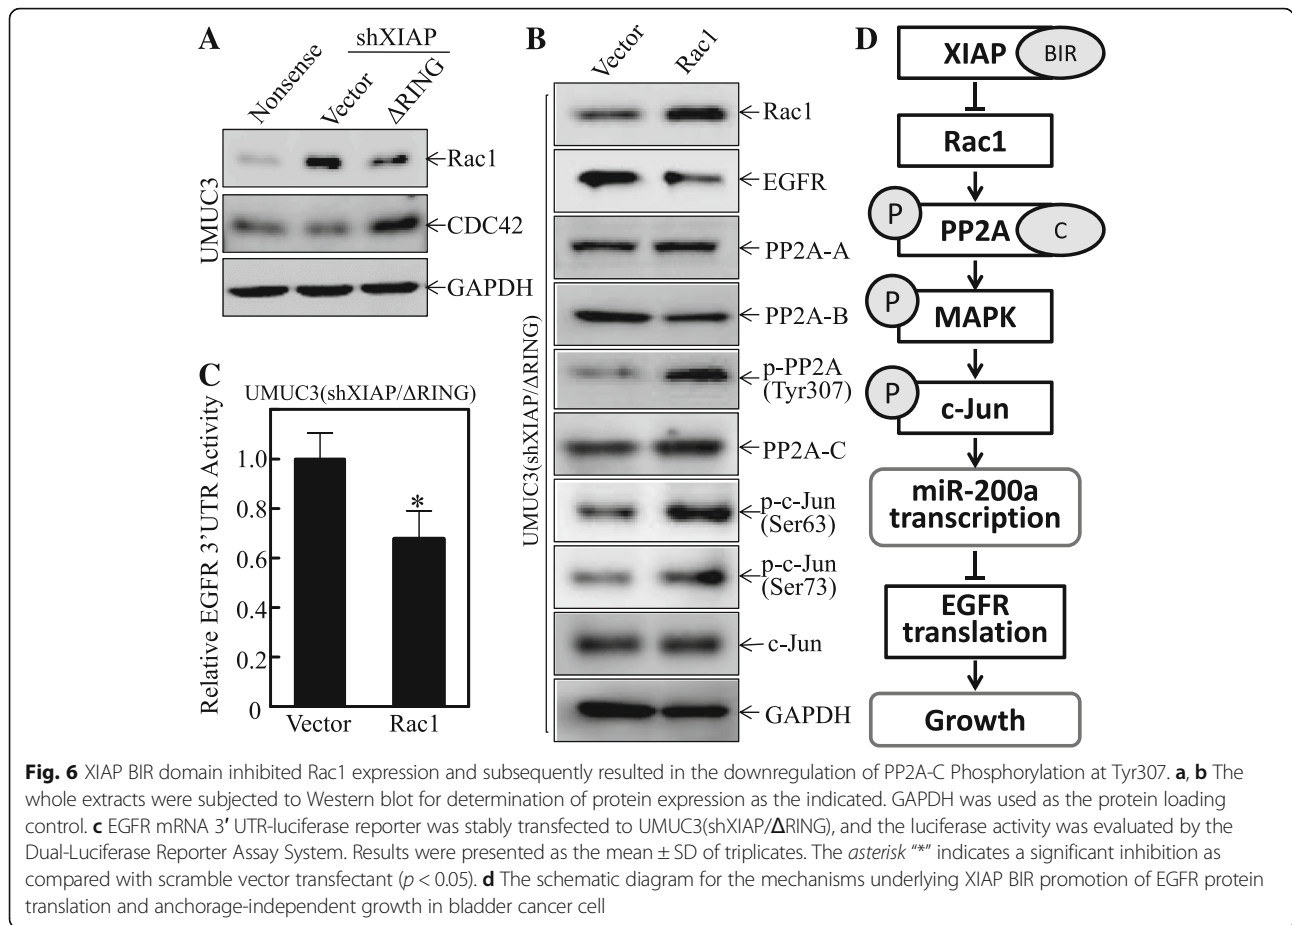 A
shXIAP
Nonsense
Vector
ΔRING
UMUC3
Rac1
CDC42
GAPDH
B
Vector
Rac1
UMUC3(shXIAP/ΔRING)
Rac1
EGFR
PP2A-A
PP2A-B
p-PP2A
(Tyr307)
PP2A-C
p-c-Jun
(Ser63)
p-c-Jun
(Ser73)
c-Jun
GAPDH
C
UMUC3(shXIAP/ΔRING)
Relative EGFR 3’UTR Activity
1.0
0.8
0.6
0.4
0.2
0
*
Vector
Rac1
D
XIAP
BIR
Rac1
P
PP2A
C
P
MAPK
P
c-Jun
miR-200a
transcription
EGFR
translation
Growth
Fig. 6 XIAP BIR domain inhibited Rac1 expression and subsequently resulted in the downregulation of PP2A-C Phosphorylation at Tyr307. a, b The
whole extracts were subjected to Western blot for determination of protein expression as the indicated. GAPDH was used as the protein loading
control. c EGFR mRNA 3′ UTR-luciferase reporter was stably transfected to UMUC3(shXIAP/ΔRING), and the luciferase activity was evaluated by the
Dual-Luciferase Reporter Assay System. Results were presented as the mean ± SD of triplicates. The asterisk “*” indicates a significant inhibition as
compared with scramble vector transfectant (p < 0.05). d The schematic diagram for the mechanisms underlying XIAP BIR promotion of EGFR protein
translation and anchorage-independent growth in bladder cancer cell